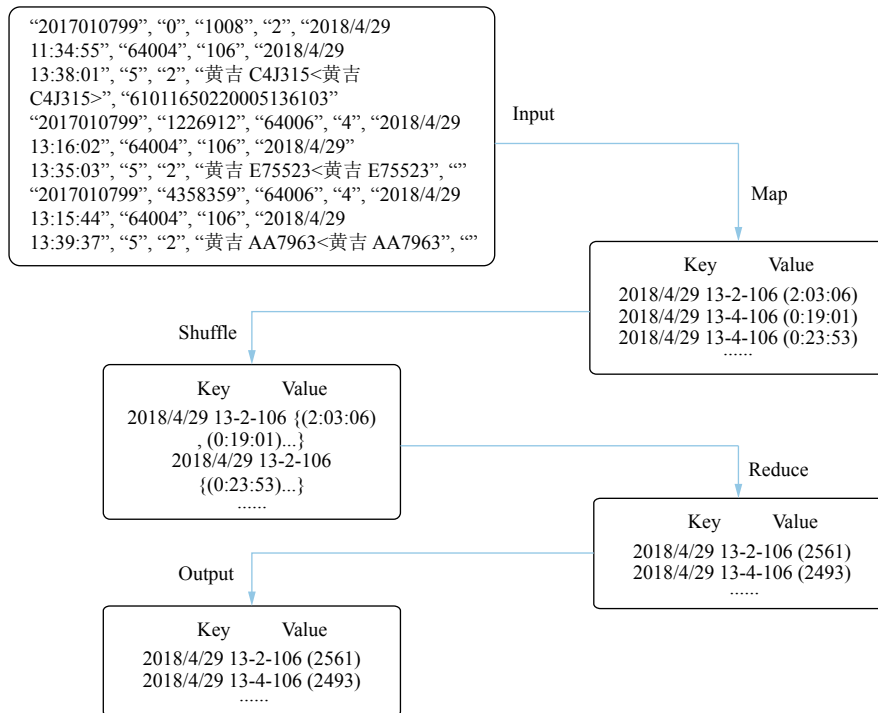 “2017010799”, “0”, “1008”, “2”, “2018/4/29
11:34:55”, “64004”, “106”, “2018/4/29
13:38:01”, “5”, “2”, “黄吉 C4J315<黄吉
C4J315>”, “61011650220005136103”
“2017010799”, “1226912”, “64006”, “4”, “2018/4/29
13:16:02”, “64004”, “106”, “2018/4/29”
13:35:03”, “5”, “2”, “黄吉 E75523<黄吉 E75523”, “”
“2017010799”, “4358359”, “64006”, “4”, “2018/4/29
13:15:44”, “64004”, “106”, “2018/4/29
13:39:37”, “5”, “2”, “黄吉 AA7963<黄吉 AA7963”, “”
Input
Map
Key Value
2018/4/29 13-2-106 (2:03:06)
2018/4/29 13-4-106 (0:19:01)
2018/4/29 13-4-106 (0:23:53)
......
Shuffle
Key Value
2018/4/29 13-2-106 {(2:03:06)
, (0:19:01)...}
2018/4/29 13-2-106
{(0:23:53)...}
......
Reduce
Key Value
2018/4/29 13-2-106 (2561)
2018/4/29 13-4-106 (2493)
......
Output
Key Value
2018/4/29 13-2-106 (2561)
2018/4/29 13-4-106 (2493)
......